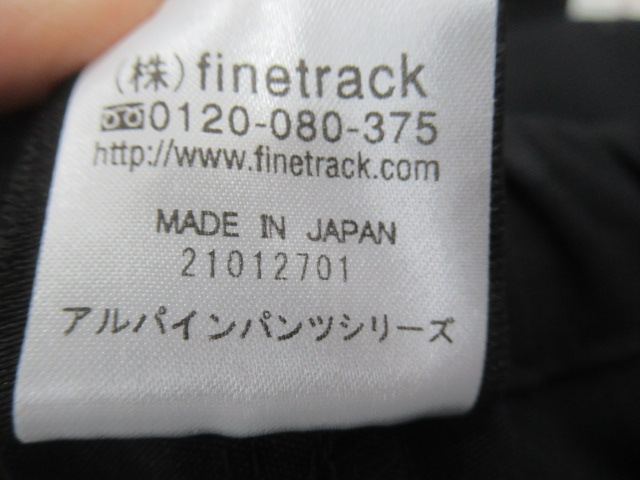 (株)finetrack
0120-080-375
http://www.finetrack.com
MADE IN JAPAN
21012701
アルパインパンツシリーズ